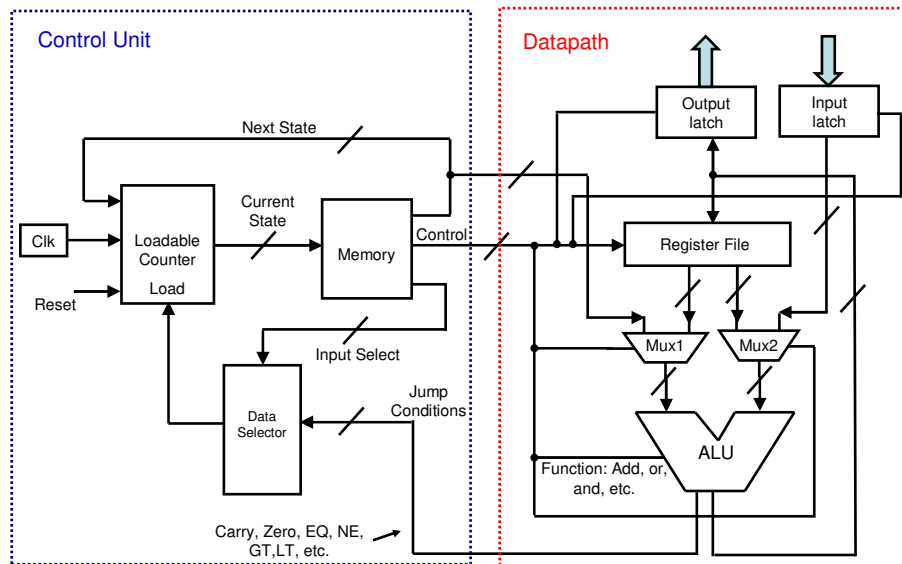 Control Unit
Datapath
Output
latch
Input
latch
Next State
Current
State
Clk
Loadable
Counter
Load
Memory
Control
Register File
Reset
Input Select
Mux1
Mux2
Data
Selector
Jump
Conditions
ALU
Function: Add, or,
and, etc.
Carry, Zero, EQ, NE,
GT,LT, etc.